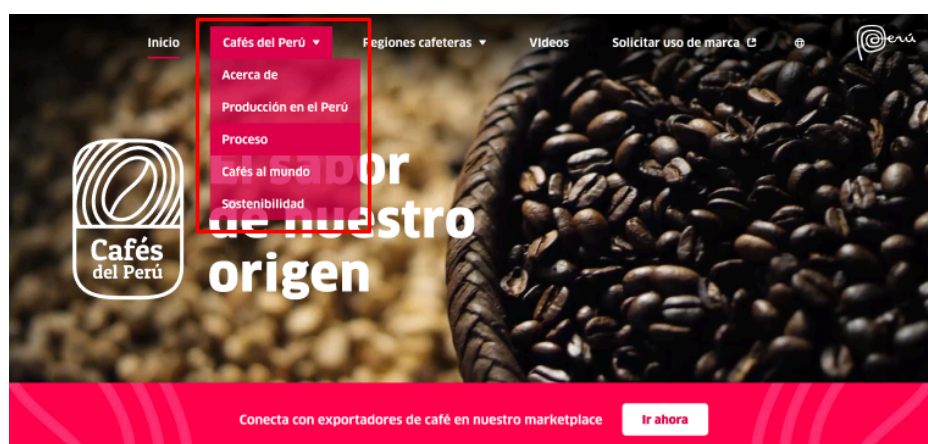 Inicio
Cafés del Perú
Regiones cafeteras
VIdeos
Solicitar uso de marca
Perú
Acerca de
Producción en el Perú
Proceso
Cafés al mundo
Sostenibilidad
El sabor
de nuestro
origen
Cafés
del Perú
Conecta con exportadores de café en nuestro marketplace
Ir ahora